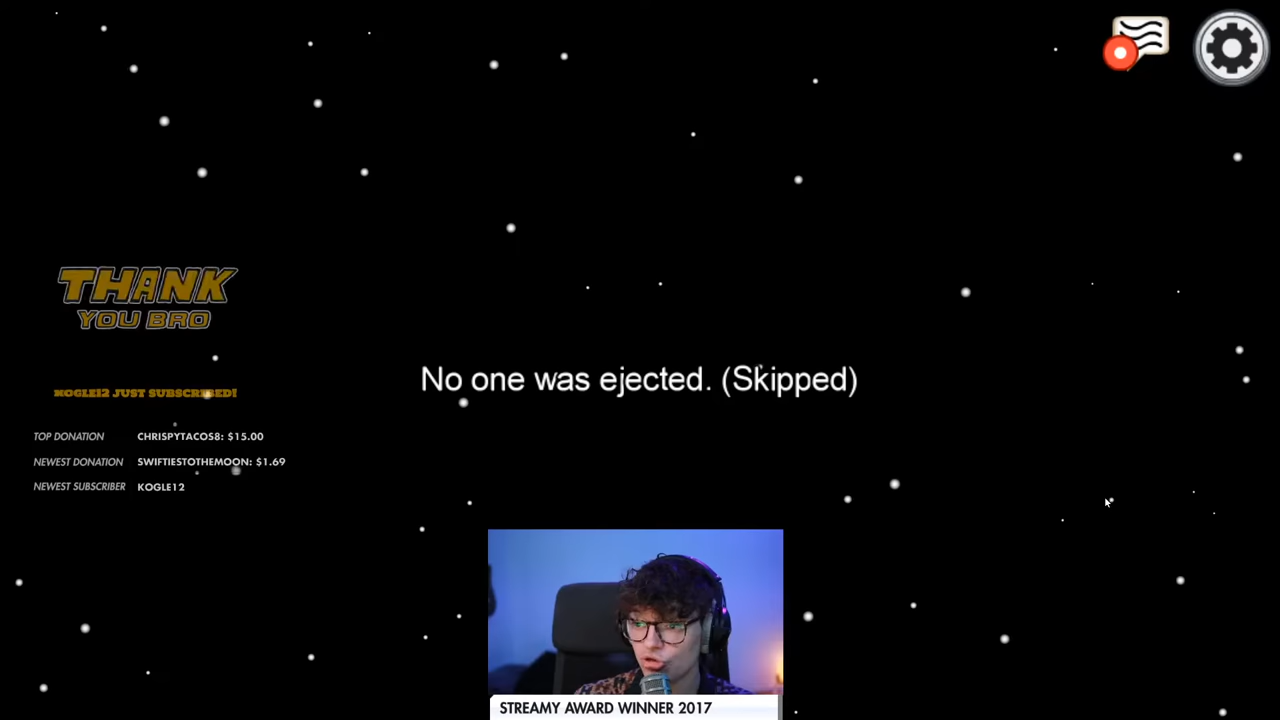 THANK
YOU BRO
KOGLE12 JUST SUBSCRIBED!
No one was ejected. (Skipped)
TOP DONATION CHRISPYTACOS8: $15.00
NEWEST DONATION SWIFTIESTOTHEMOON: $1.69
NEWEST SUBSCRIBER KOGLE12
STREAMY AWARD WINNER 2017